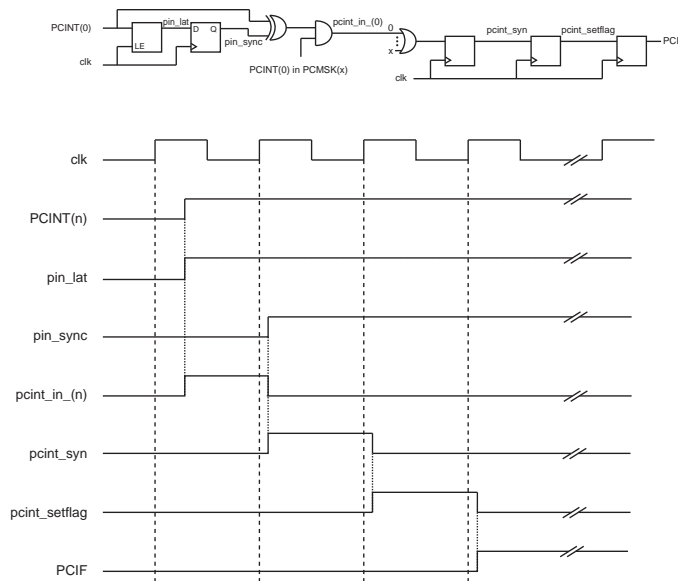 PCINT(0)
pin_lat
D Q
LE
pin_sync
clk
PCINT(0) in PCMSK(x)
pcint_in_(0)
0
x
clk
pcint_syn
pcint_setflag
clk
PCINT(n)
pin_lat
pin_sync
pcint_in_(n)
pcint_syn
pcint_setflag
PCIF